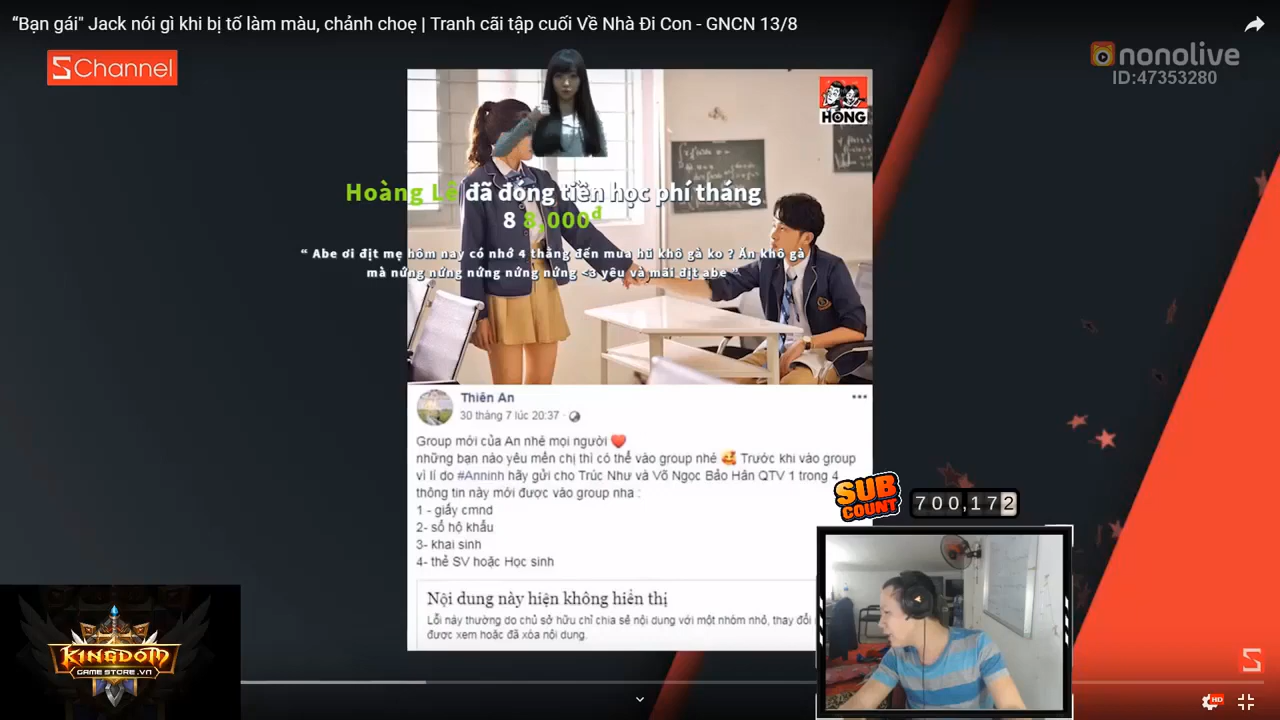 “Bạn gái" Jack nói gì khi bị tố làm màu, chảnh choẹ | Tranh cãi tập cuối Về Nhà Đi Con - GNCN 13/8
S Channel
nonolive
ID:47353280
HÓNG
Hoàng Lê đã đóng tiền học phí tháng
8 8,000đ
“ Abe ơi địt mẹ hôm nay có nhớ 4 thằng đến mua hũ khô gà ko ? Ăn khô gà
mà nứng nứng nứng nứng nứng <3 yêu và mãi địt abe ”
Thiên An
30 tháng 7 lúc 20:37
Group mới của An nhé mọi người
những bạn nào yêu mến chị thì có thể vào group nhé Trước khi vào group
vì lí do #Anninh hãy gửi cho Trúc Như và Võ Ngọc Bảo Hân QTV 1 trong 4
thông tin này mới được vào group nha :
1 - giấy cmnd
2- sổ hộ khẩu
3- khai sinh
4- thẻ SV hoặc Học sinh
Nội dung này hiện không hiển thị
Lỗi này thường do chủ sở hữu chỉ chia sẻ nội dung với một nhóm nhỏ, thay đổi
được xem hoặc đã xóa nội dung.
SUB
COUNT
700,172
KINGDOM
GAME STORE.VN
S
HD